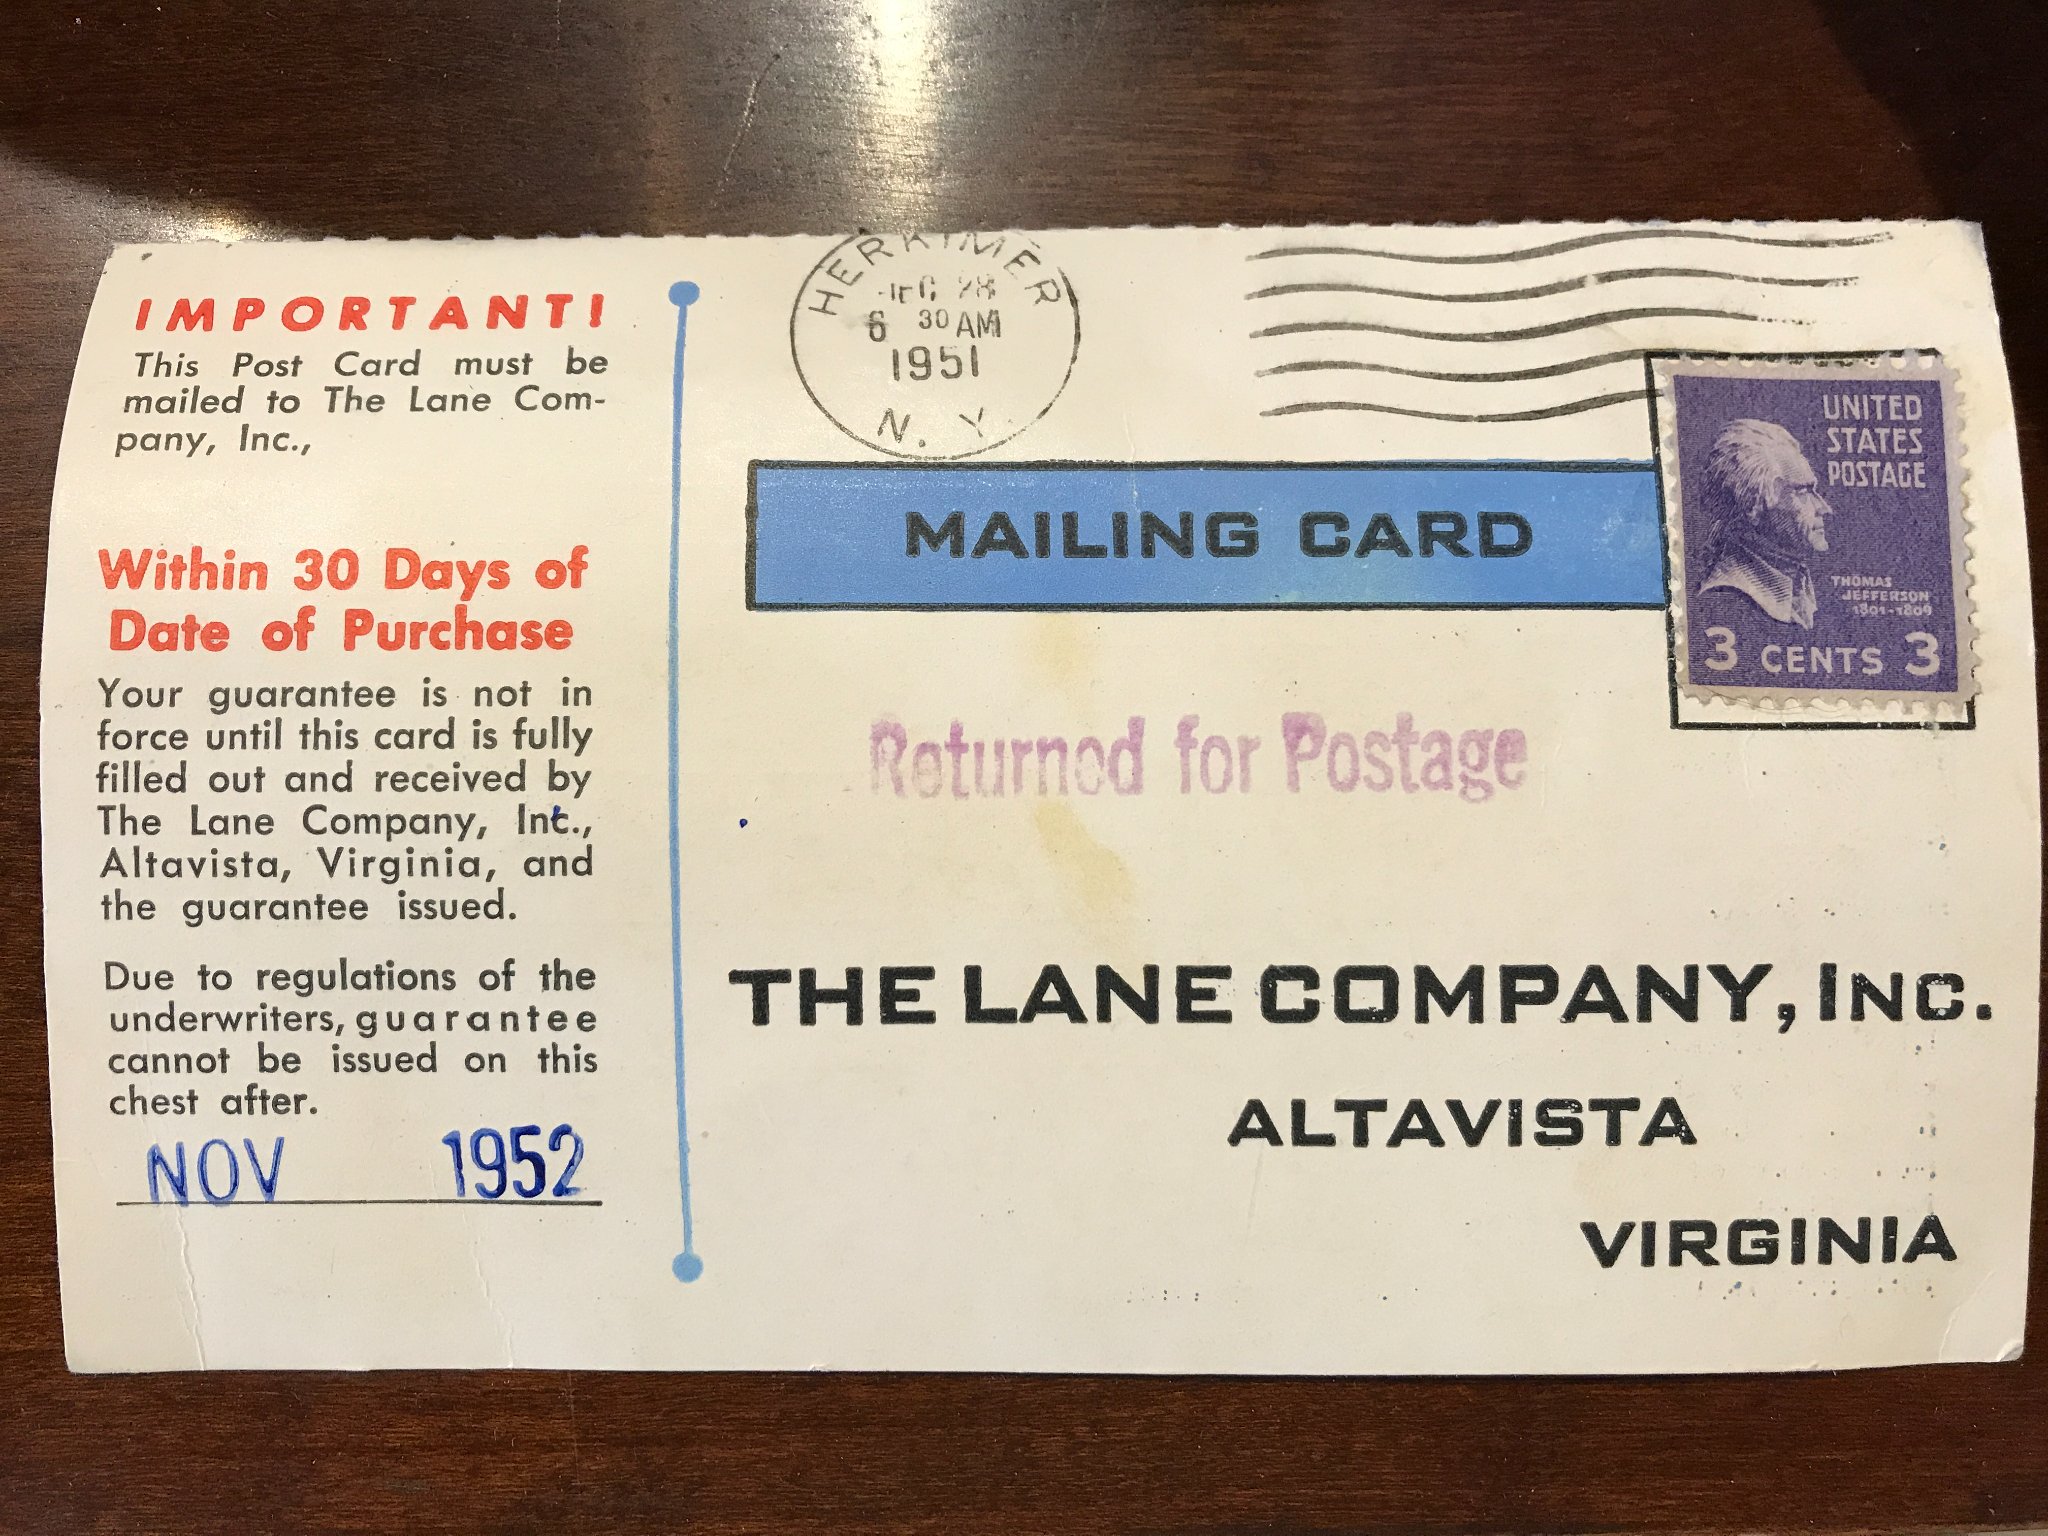 IMPORTANT!
This Post Card must be
mailed to The Lane Com-
pany, Inc.,
Within 30 Days of
Date of Purchase
Your guarantee is not in
force until this card is fully
filled out and received by
The Lane Company, Inc.,
Altavista, Virginia, and
the guarantee issued.
Due to regulations of the
underwriters, guarantee
cannot be issued on this
chest after.
NOV 1952
HERKIMER
DEC 28
6 30 AM
1951
N. Y.
MAILING CARD
UNITED
STATES
POSTAGE
THOMAS
JEFFERSON
1801-1809
3 CENTS 3
Returned for Postage
THE LANE COMPANY, INC.
ALTAVISTA
VIRGINIA